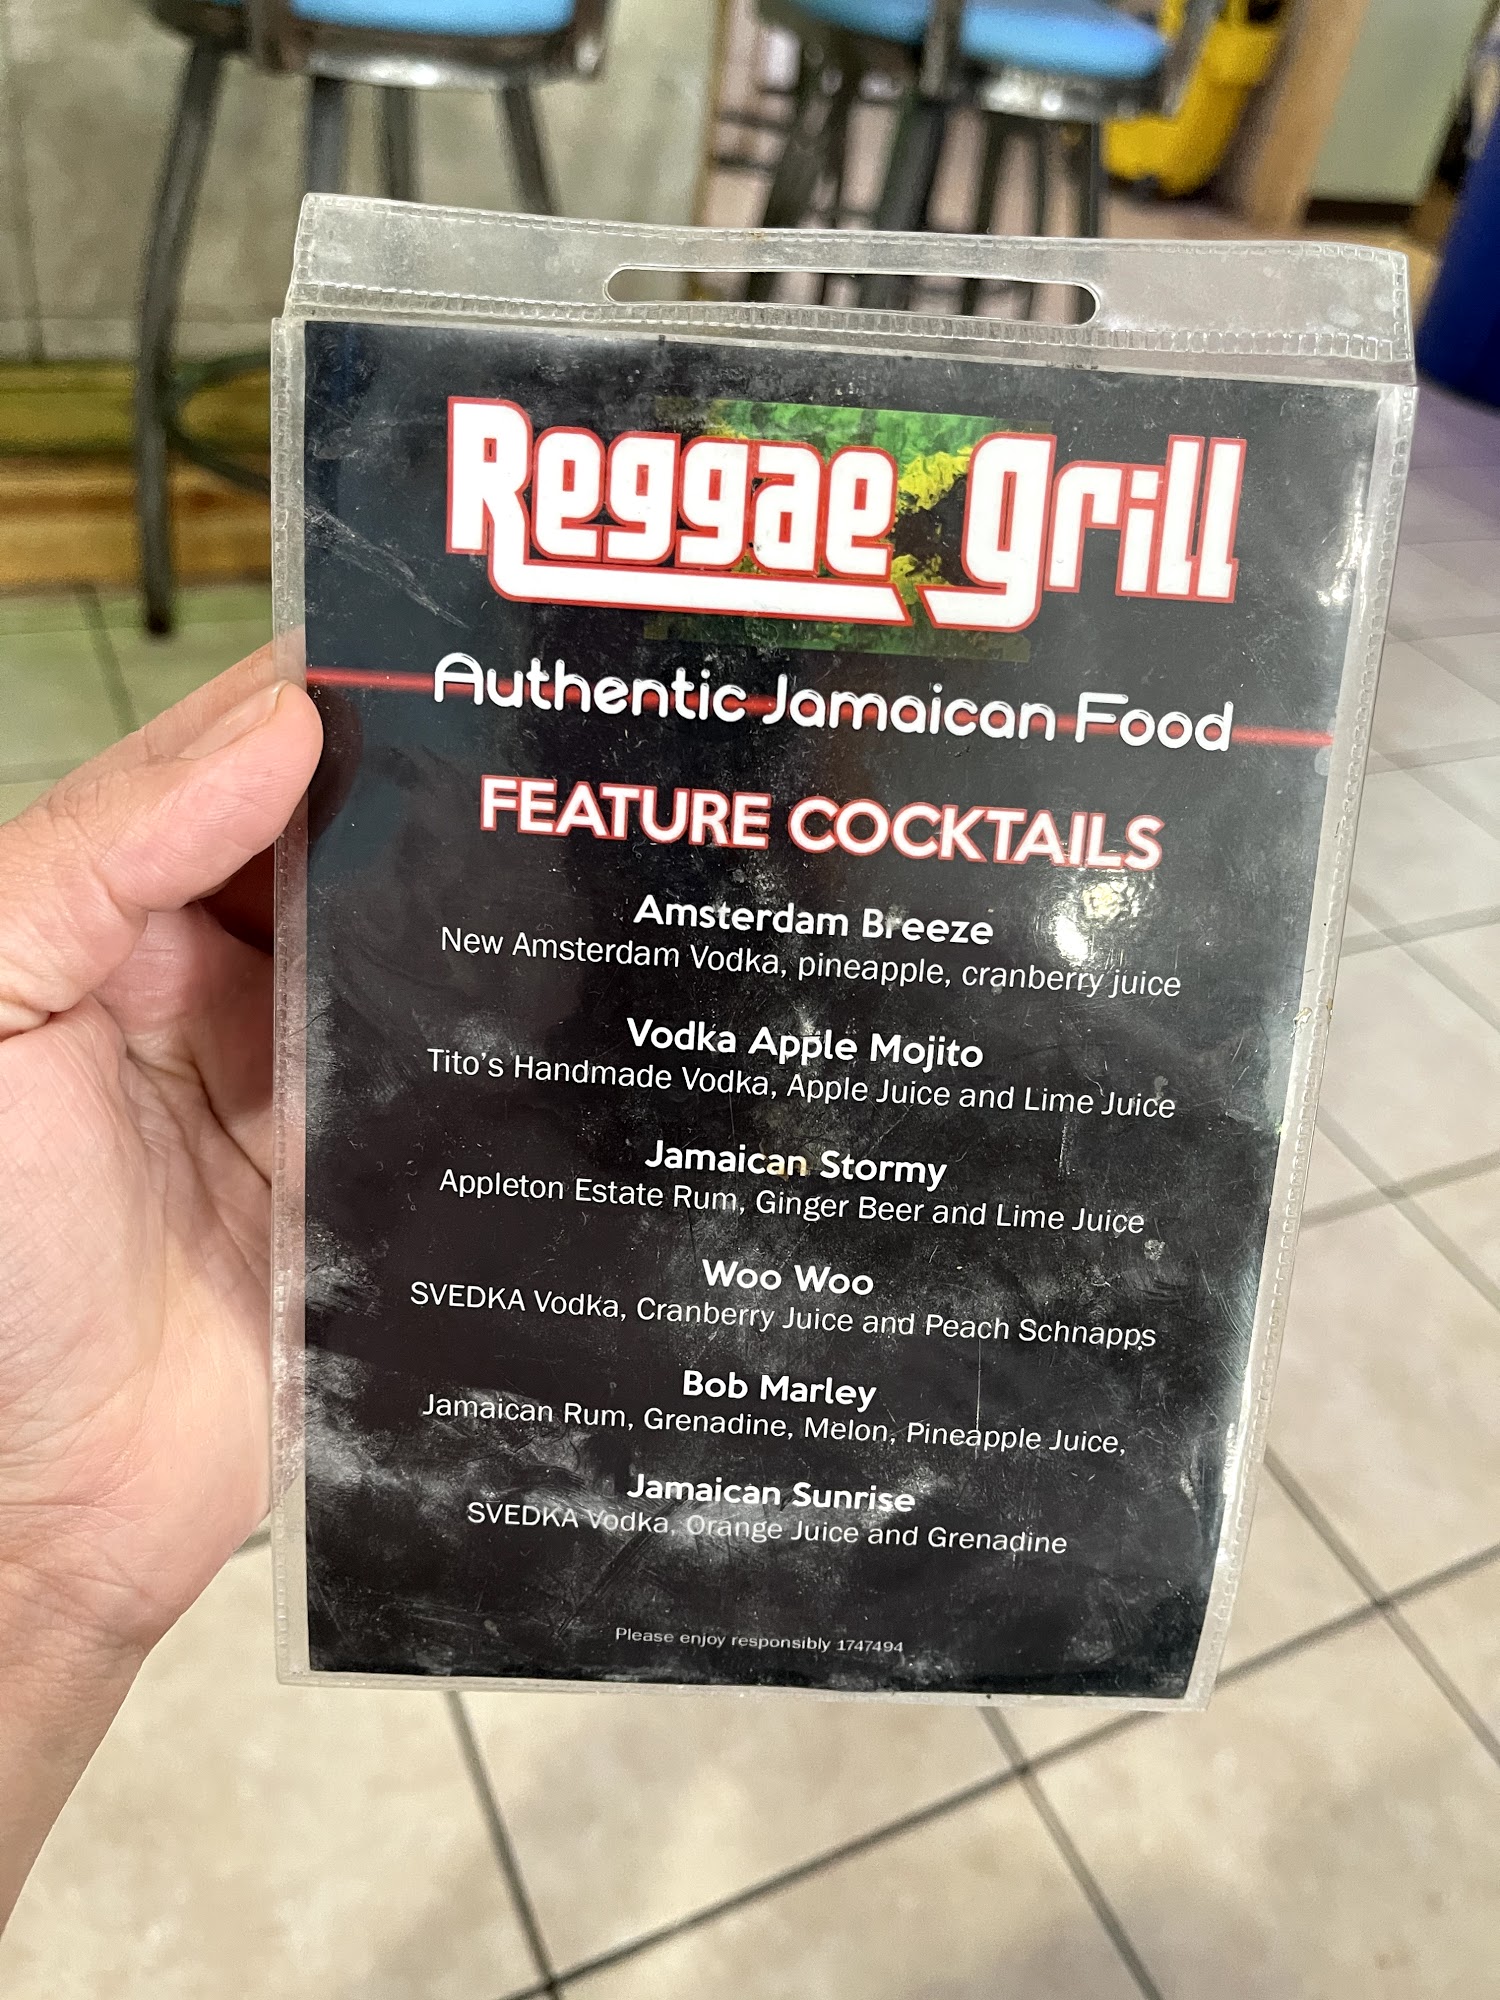 Reggae grill
Authentic Jamaican Food
FEATURE COCKTAILS
Amsterdam Breeze
New Amsterdam Vodka, pineapple, cranberry juice
Vodka Apple Mojito
Tito's Handmade Vodka, Apple Juice and Lime Juice
Jamaican Stormy
Appleton Estate Rum, Ginger Beer and Lime Juice
Woo Woo
SVEDKA Vodka, Cranberry Juice and Peach Schnapps
Bob Marley
Jamaican Rum, Grenadine, Melon, Pineapple Juice,
Jamaican Sunrise
SVEDKA Vodka, Orange Juice and Grenadine
Please enjoy responsibly 1747494